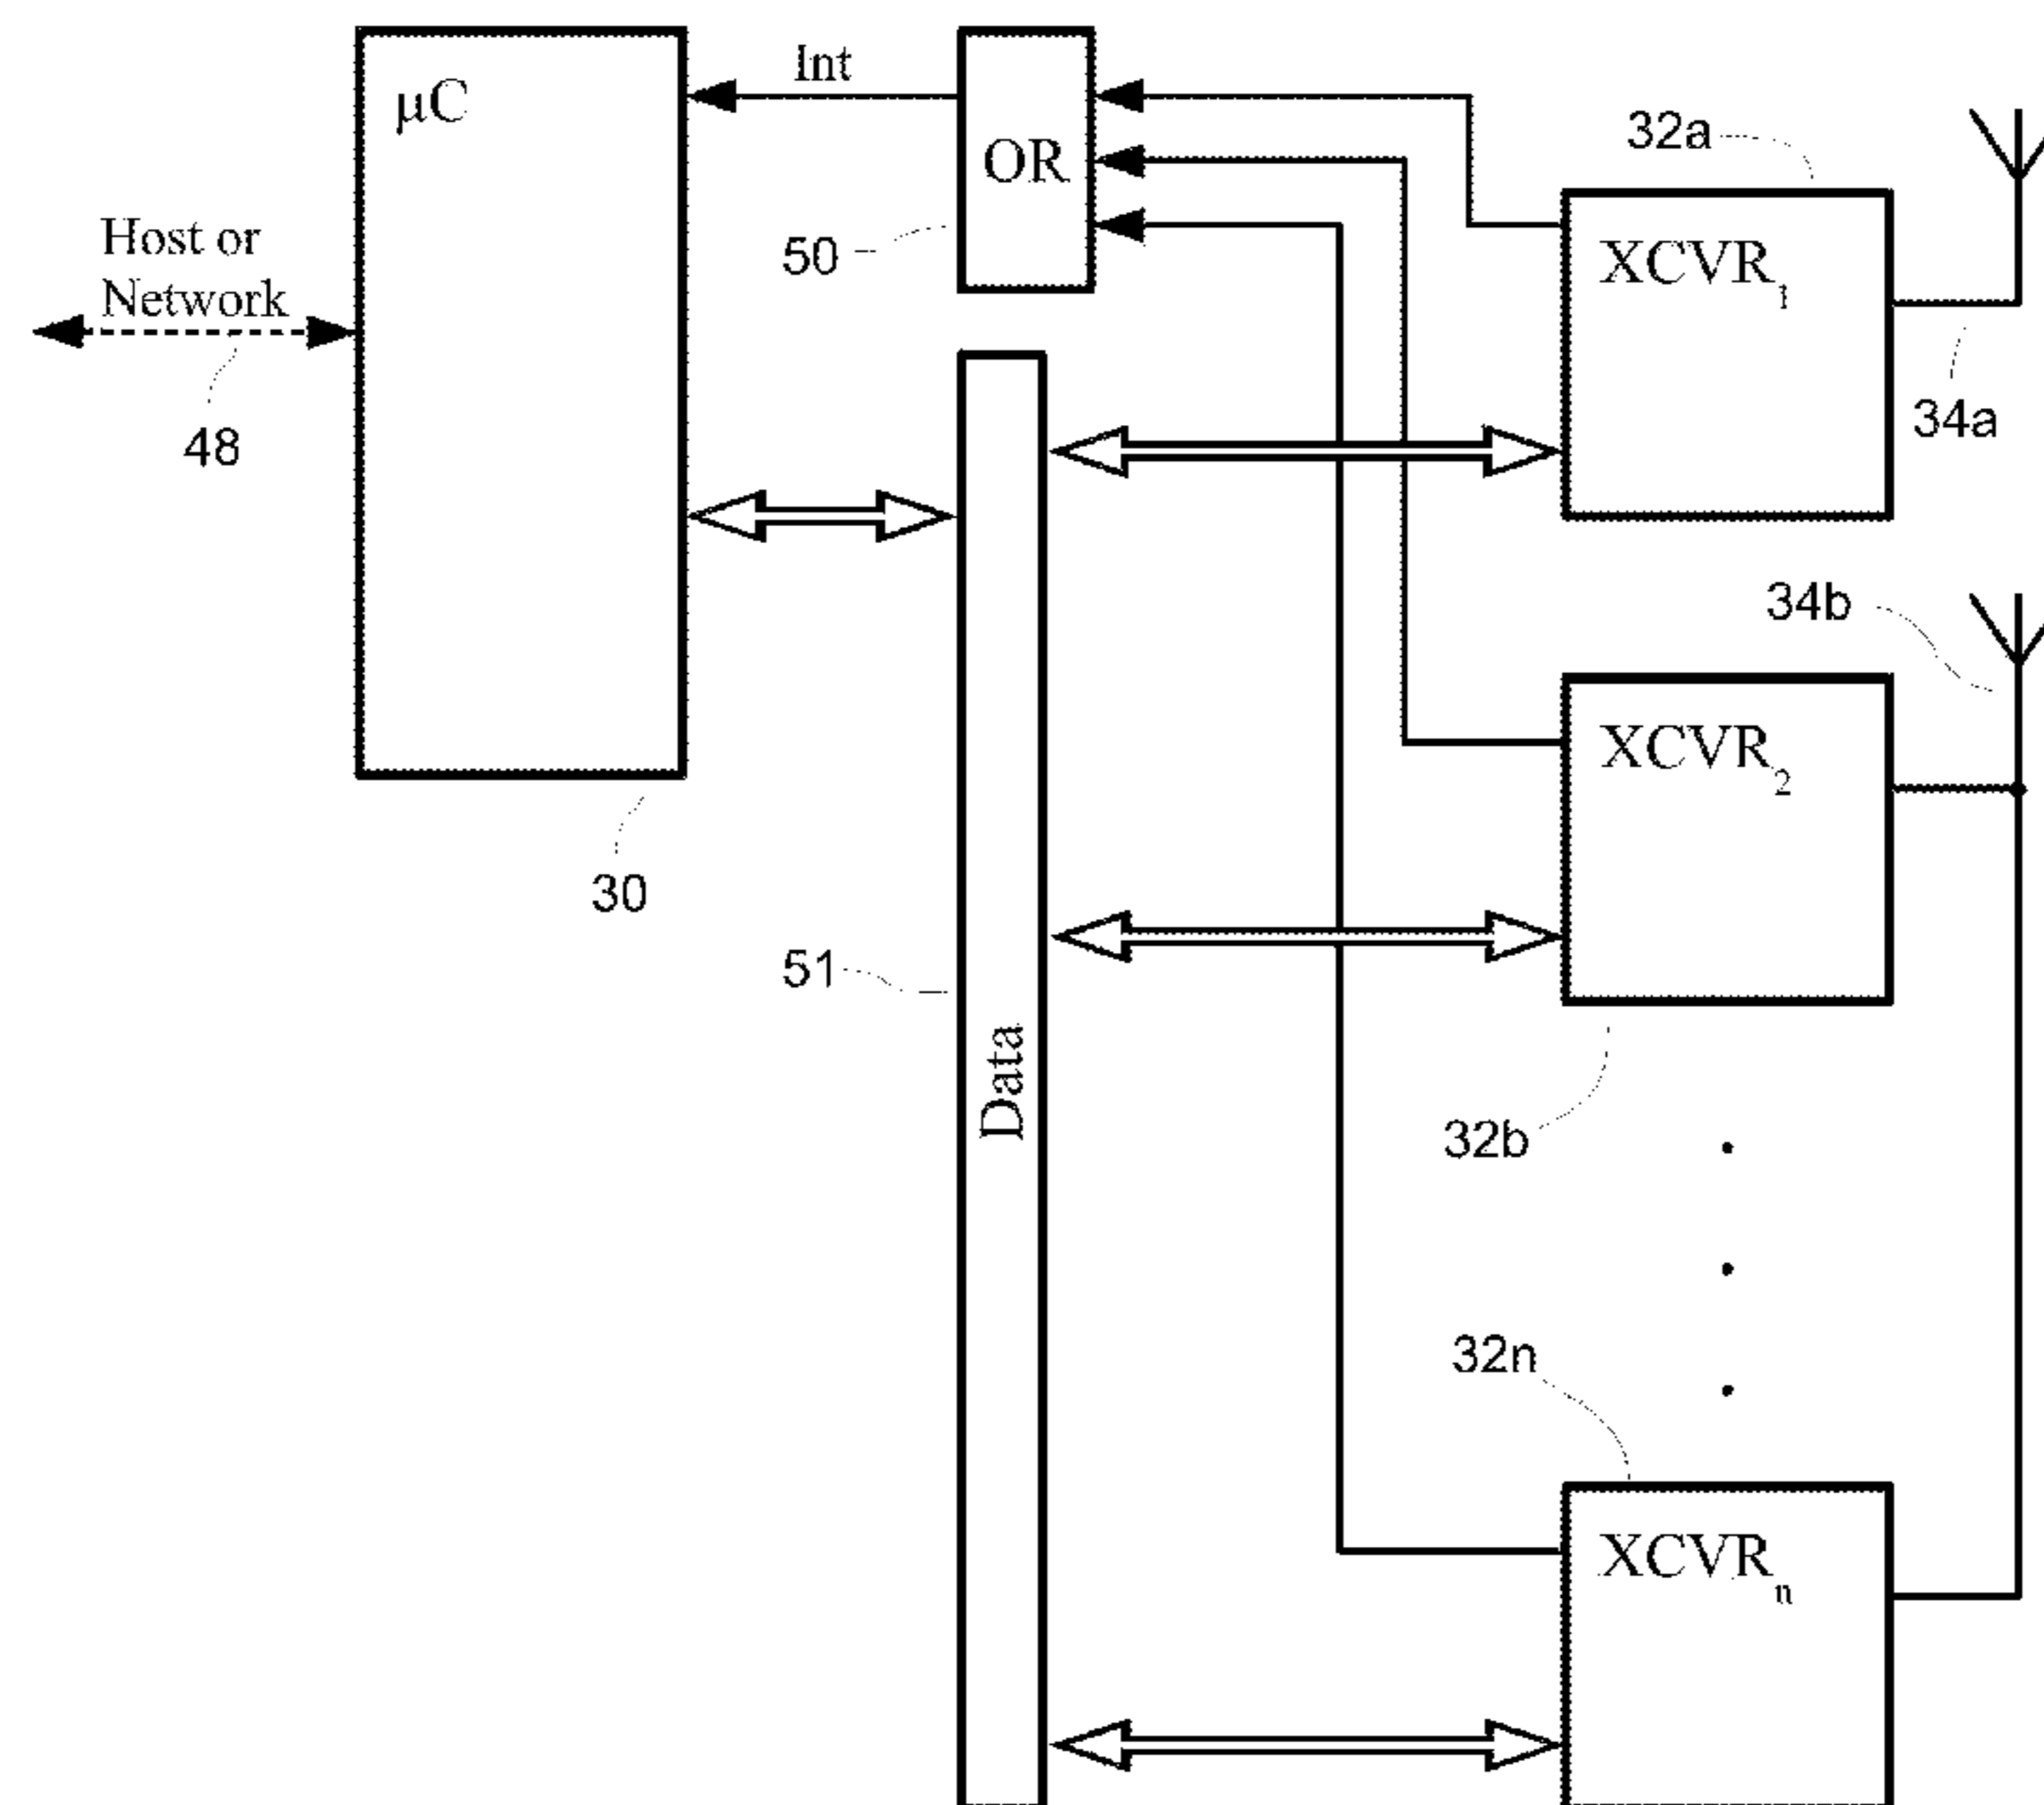 µC
Int
OR
32a
Host or
Network
50
XCVR1
48
34a
34b
XCVR2
30
51
Data
32b
32n
XCVRn